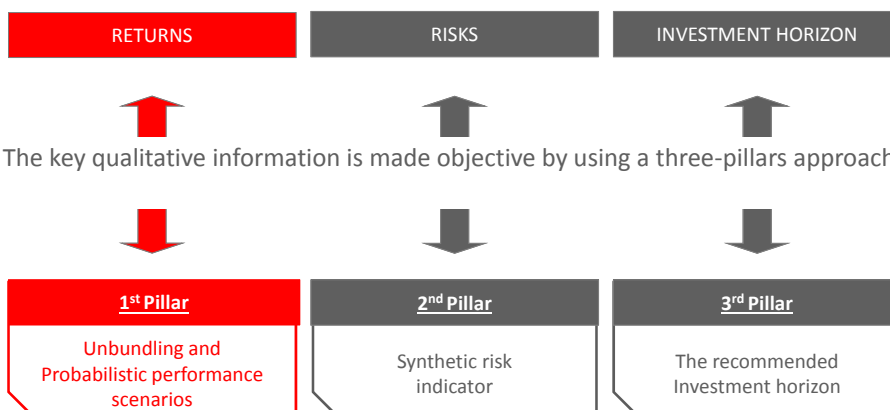 RETURNS
RISKS
INVESTMENT HORIZON
The key qualitative information is made objective by using a three-pillars approach
1st Pillar
2nd Pillar
3rd Pillar
Unbundling and
Probabilistic performance
scenarios
Synthetic risk
indicator
The recommended
Investment horizon